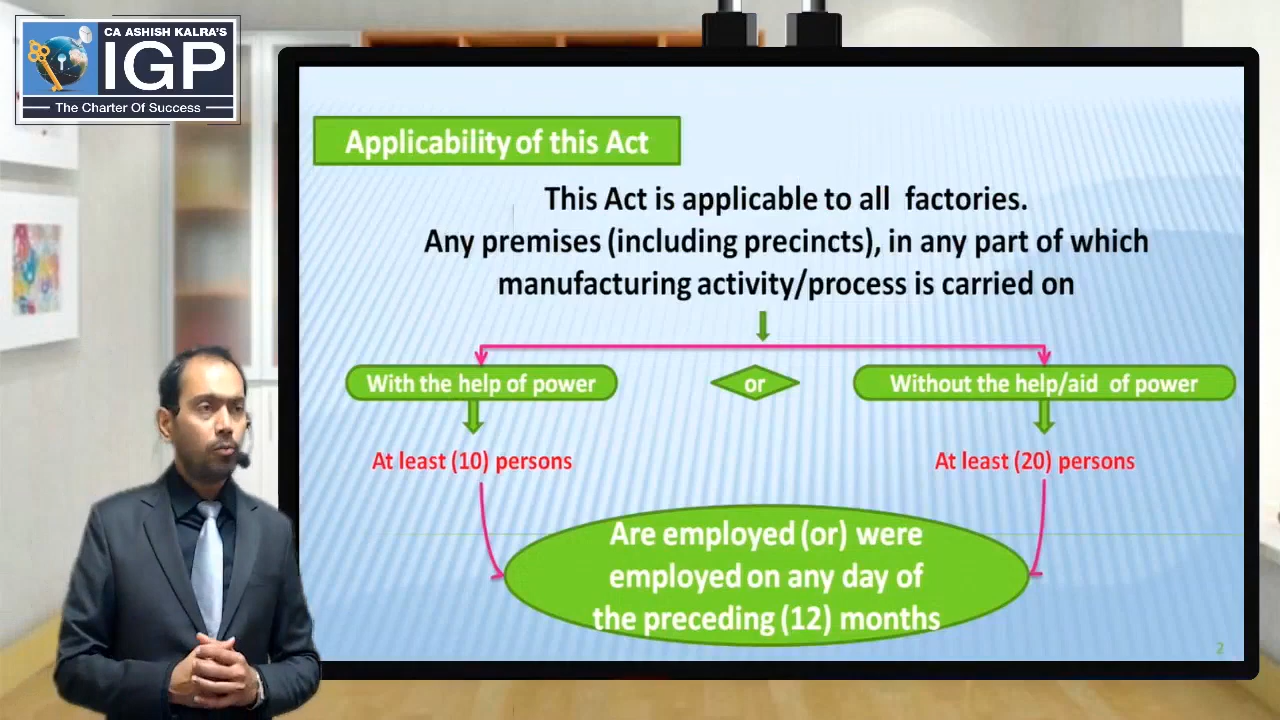 CA ASHISH KALRA'S
IGP
The Charter Of Success
Applicability of this Act
This Act is applicable to all factories.
Any premises (including precincts), in any part of which
manufacturing activity/process is carried on
With the help of power
or
Without the help/aid of power
At least (10) persons
At least (20) persons
Are employed (or) were
employed on any day of
the preceding (12) months
2